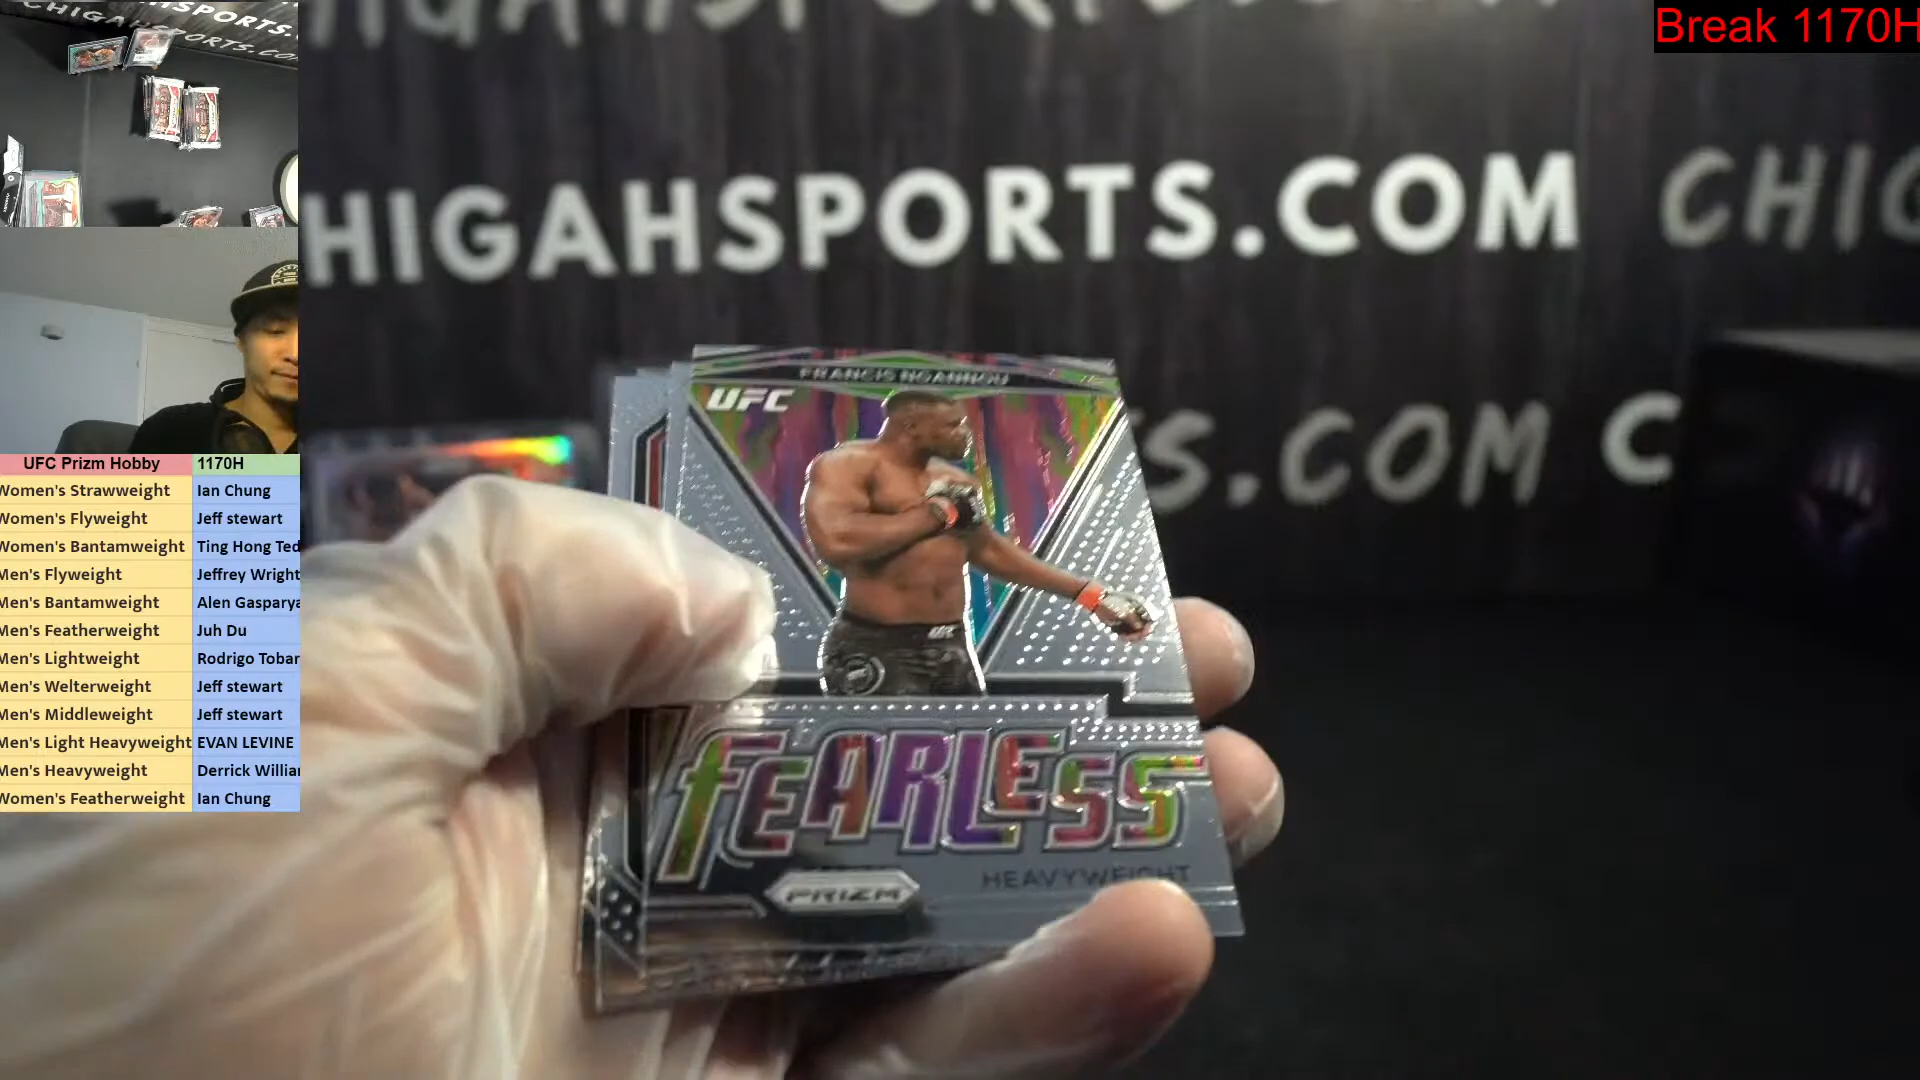 Break 1170H
CHIGAHSPORTS.
SPORTS.CO
HIGAHSPORTS.COM CHIG
S.COM C
FRANCIS NGANNOU
UFC
FEARLESS
HEAVYWEIGHT
PRIZM
UFC Prizm Hobby 1170H
Women's Strawweight Ian Chung
Women's Flyweight Jeff stewart
Women's Bantamweight Ting Hong Ted
Men's Flyweight Jeffrey Wright
Men's Bantamweight Alen Gasparya
Men's Featherweight Juh Du
Men's Lightweight Rodrigo Tobar
Men's Welterweight Jeff stewart
Men's Middleweight Jeff stewart
Men's Light Heavyweight EVAN LEVINE
Men's Heavyweight Derrick Willia
Women's Featherweight Ian Chung